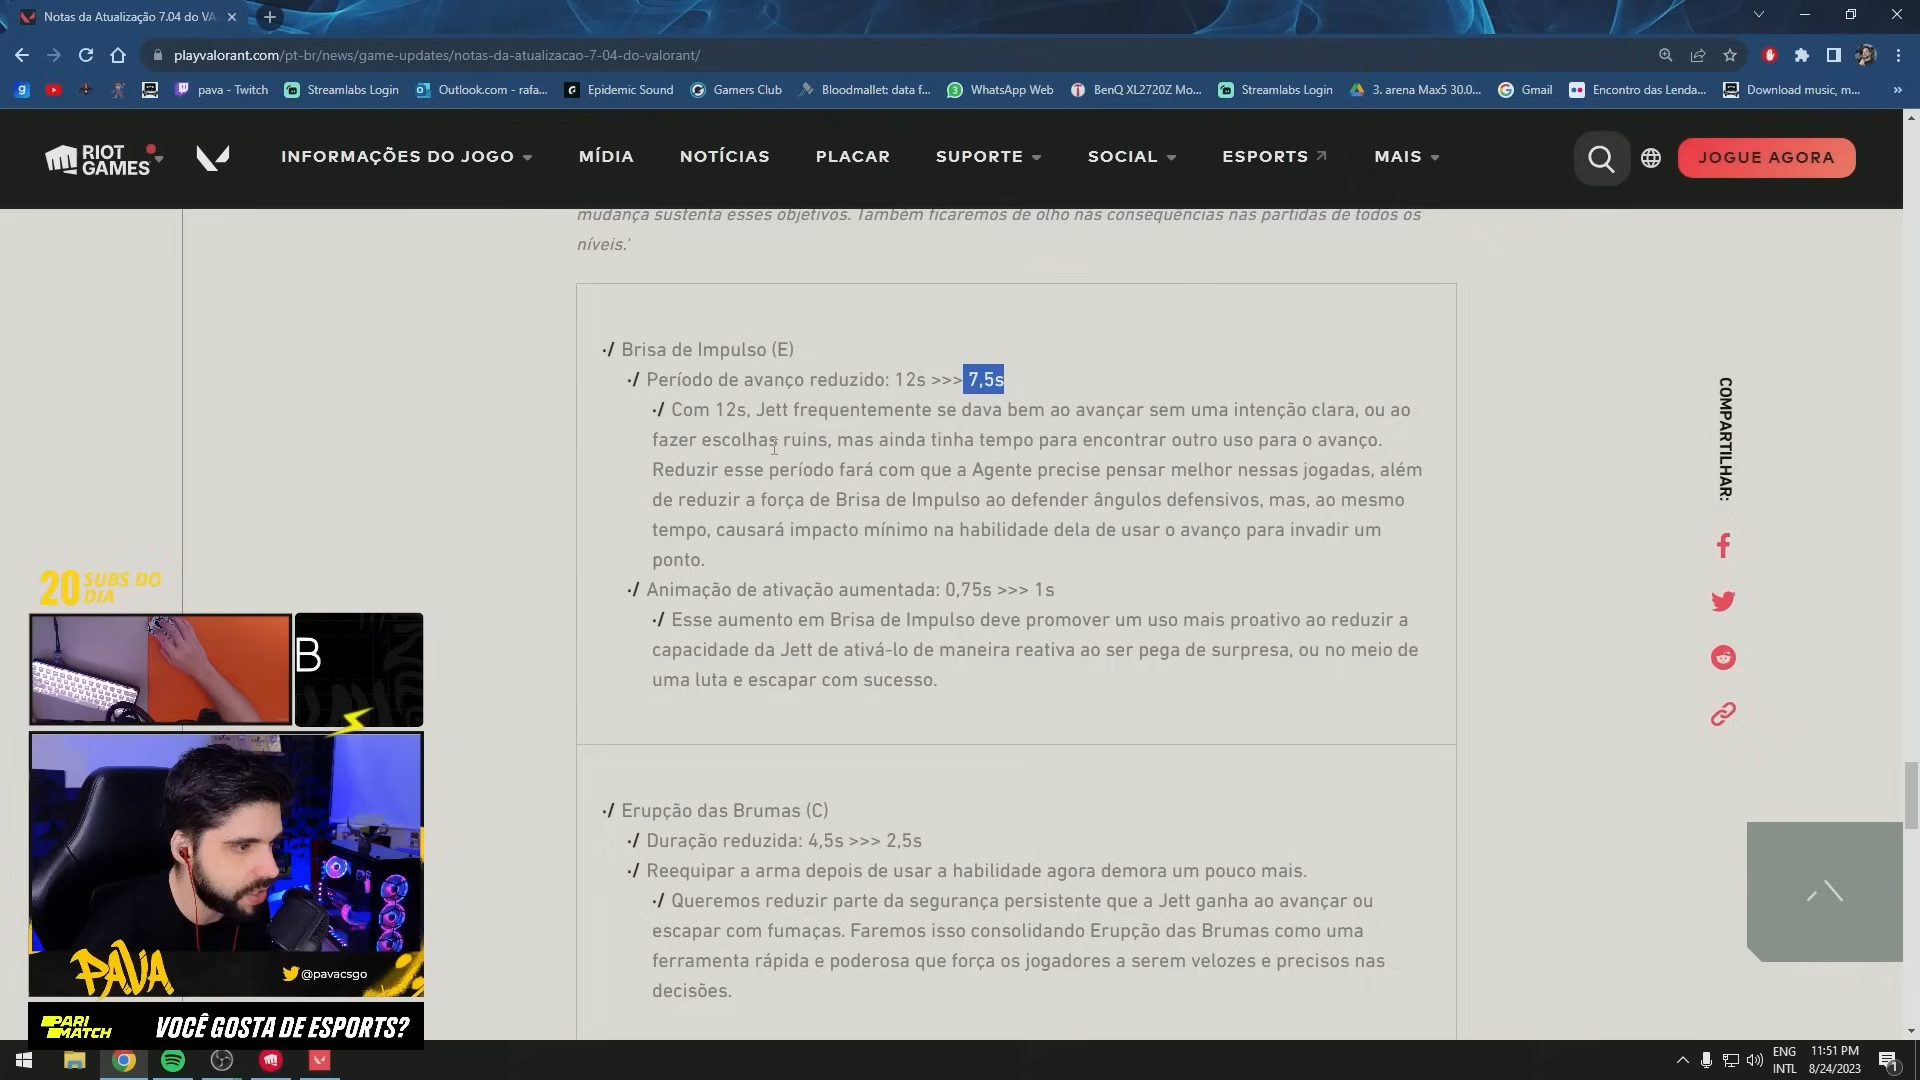 Notas da Atualização 7.04 do VA
playvalorant.com/pt-br/news/game-updates/notas-da-atualizacao-7-04-do-valorant/
pava - Twitch
Streamlabs Login
Outlook.com - rafa...
Epidemic Sound
Gamers Club
Bloodmallet: data f...
WhatsApp Web
BenQ XL2720Z Mo...
Streamlabs Login
3. arena Max5 30.0...
Gmail
Encontro das Lenda...
Download music, m...
»
RIOT
GAMES
INFORMAÇÕES DO JOGO
MÍDIA
NOTÍCIAS
PLACAR
SUPORTE
SOCIAL
ESPORTS
MAIS
JOGUE AGORA
mudança sustenta esses objetivos. Também ficaremos de olho nas consequências nas partidas de todos os
níveis.'
Brisa de Impulso (E)
Período de avanço reduzido: 12s >>> 7,5s
Com 12s, Jett frequentemente se dava bem ao avançar sem uma intenção clara, ou ao
fazer escolhas ruins, mas ainda tinha tempo para encontrar outro uso para o avanço.
Reduzir esse período fará com que a Agente precise pensar melhor nessas jogadas, além
de reduzir a força de Brisa de Impulso ao defender ângulos defensivos, mas, ao mesmo
tempo, causará impacto mínimo na habilidade dela de usar o avanço para invadir um
ponto.
Animação de ativação aumentada: 0,75s >>> 1s
Esse aumento em Brisa de Impulso deve promover um uso mais proativo ao reduzir a
capacidade da Jett de ativá-lo de maneira reativa ao ser pega de surpresa, ou no meio de
uma luta e escapar com sucesso.
Erupção das Brumas (C)
Duração reduzida: 4,5s >>> 2,5s
Reequipar a arma depois de usar a habilidade agora demora um pouco mais.
Queremos reduzir parte da segurança persistente que a Jett ganha ao avançar ou
escapar com fumaças. Faremos isso consolidando Erupção das Brumas como uma
ferramenta rápida e poderosa que força os jogadores a serem velozes e precisos nas
decisões.
COMPARTILHAR:
20 SUBS DO
DIA
B
PAVA
@pavacsgo
PARI
MATCH
VOCÊ GOSTA DE ESPORTS?
ENG
INTL
11:51 PM
8/24/2023
1